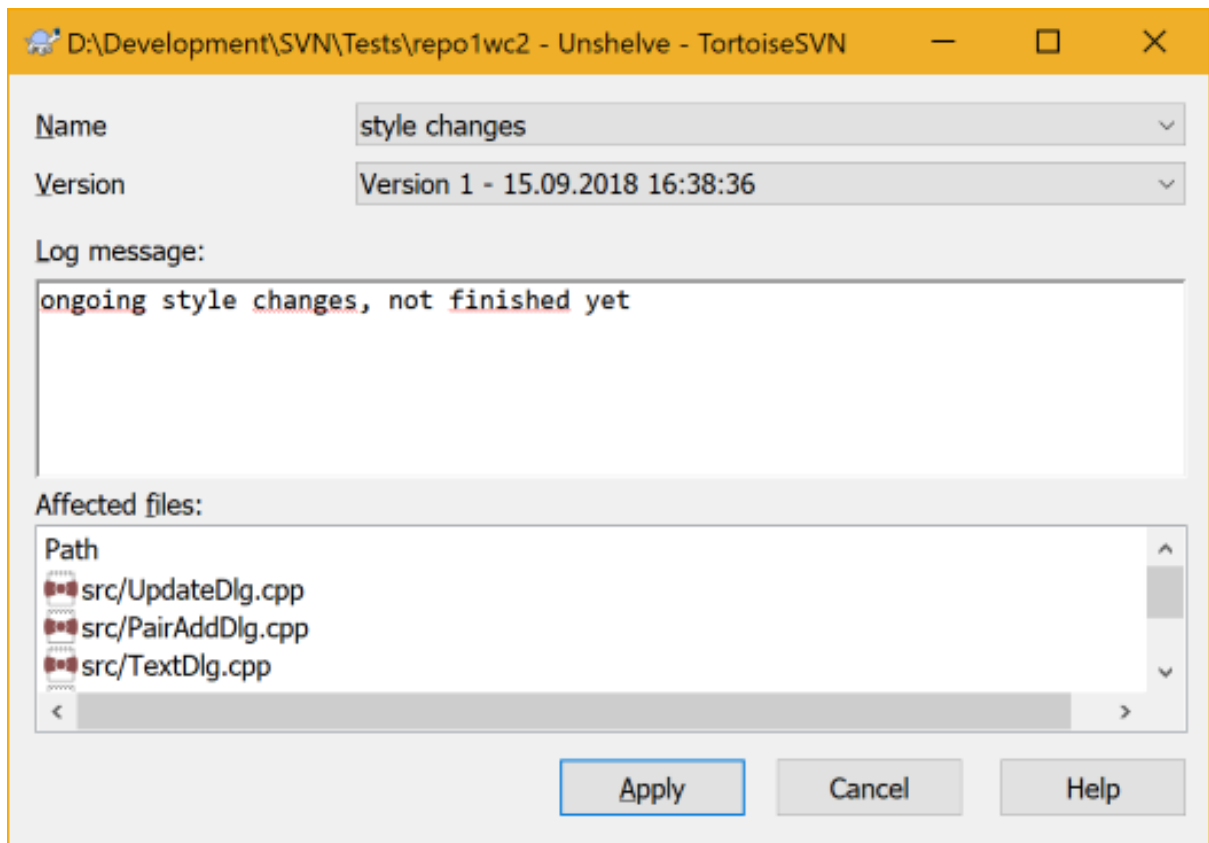 D:\Development\SVN\Tests\repo1wc2 - Unshelve - TortoiseSVN
Name
style changes
Version
Version 1 - 15.09.2018 16:38:36
Log message:
ongoing style changes, not finished yet
Affected files:
Path
src/UpdateDlg.cpp
src/PairAddDlg.cpp
src/TextDlg.cpp
Apply
Cancel
Help